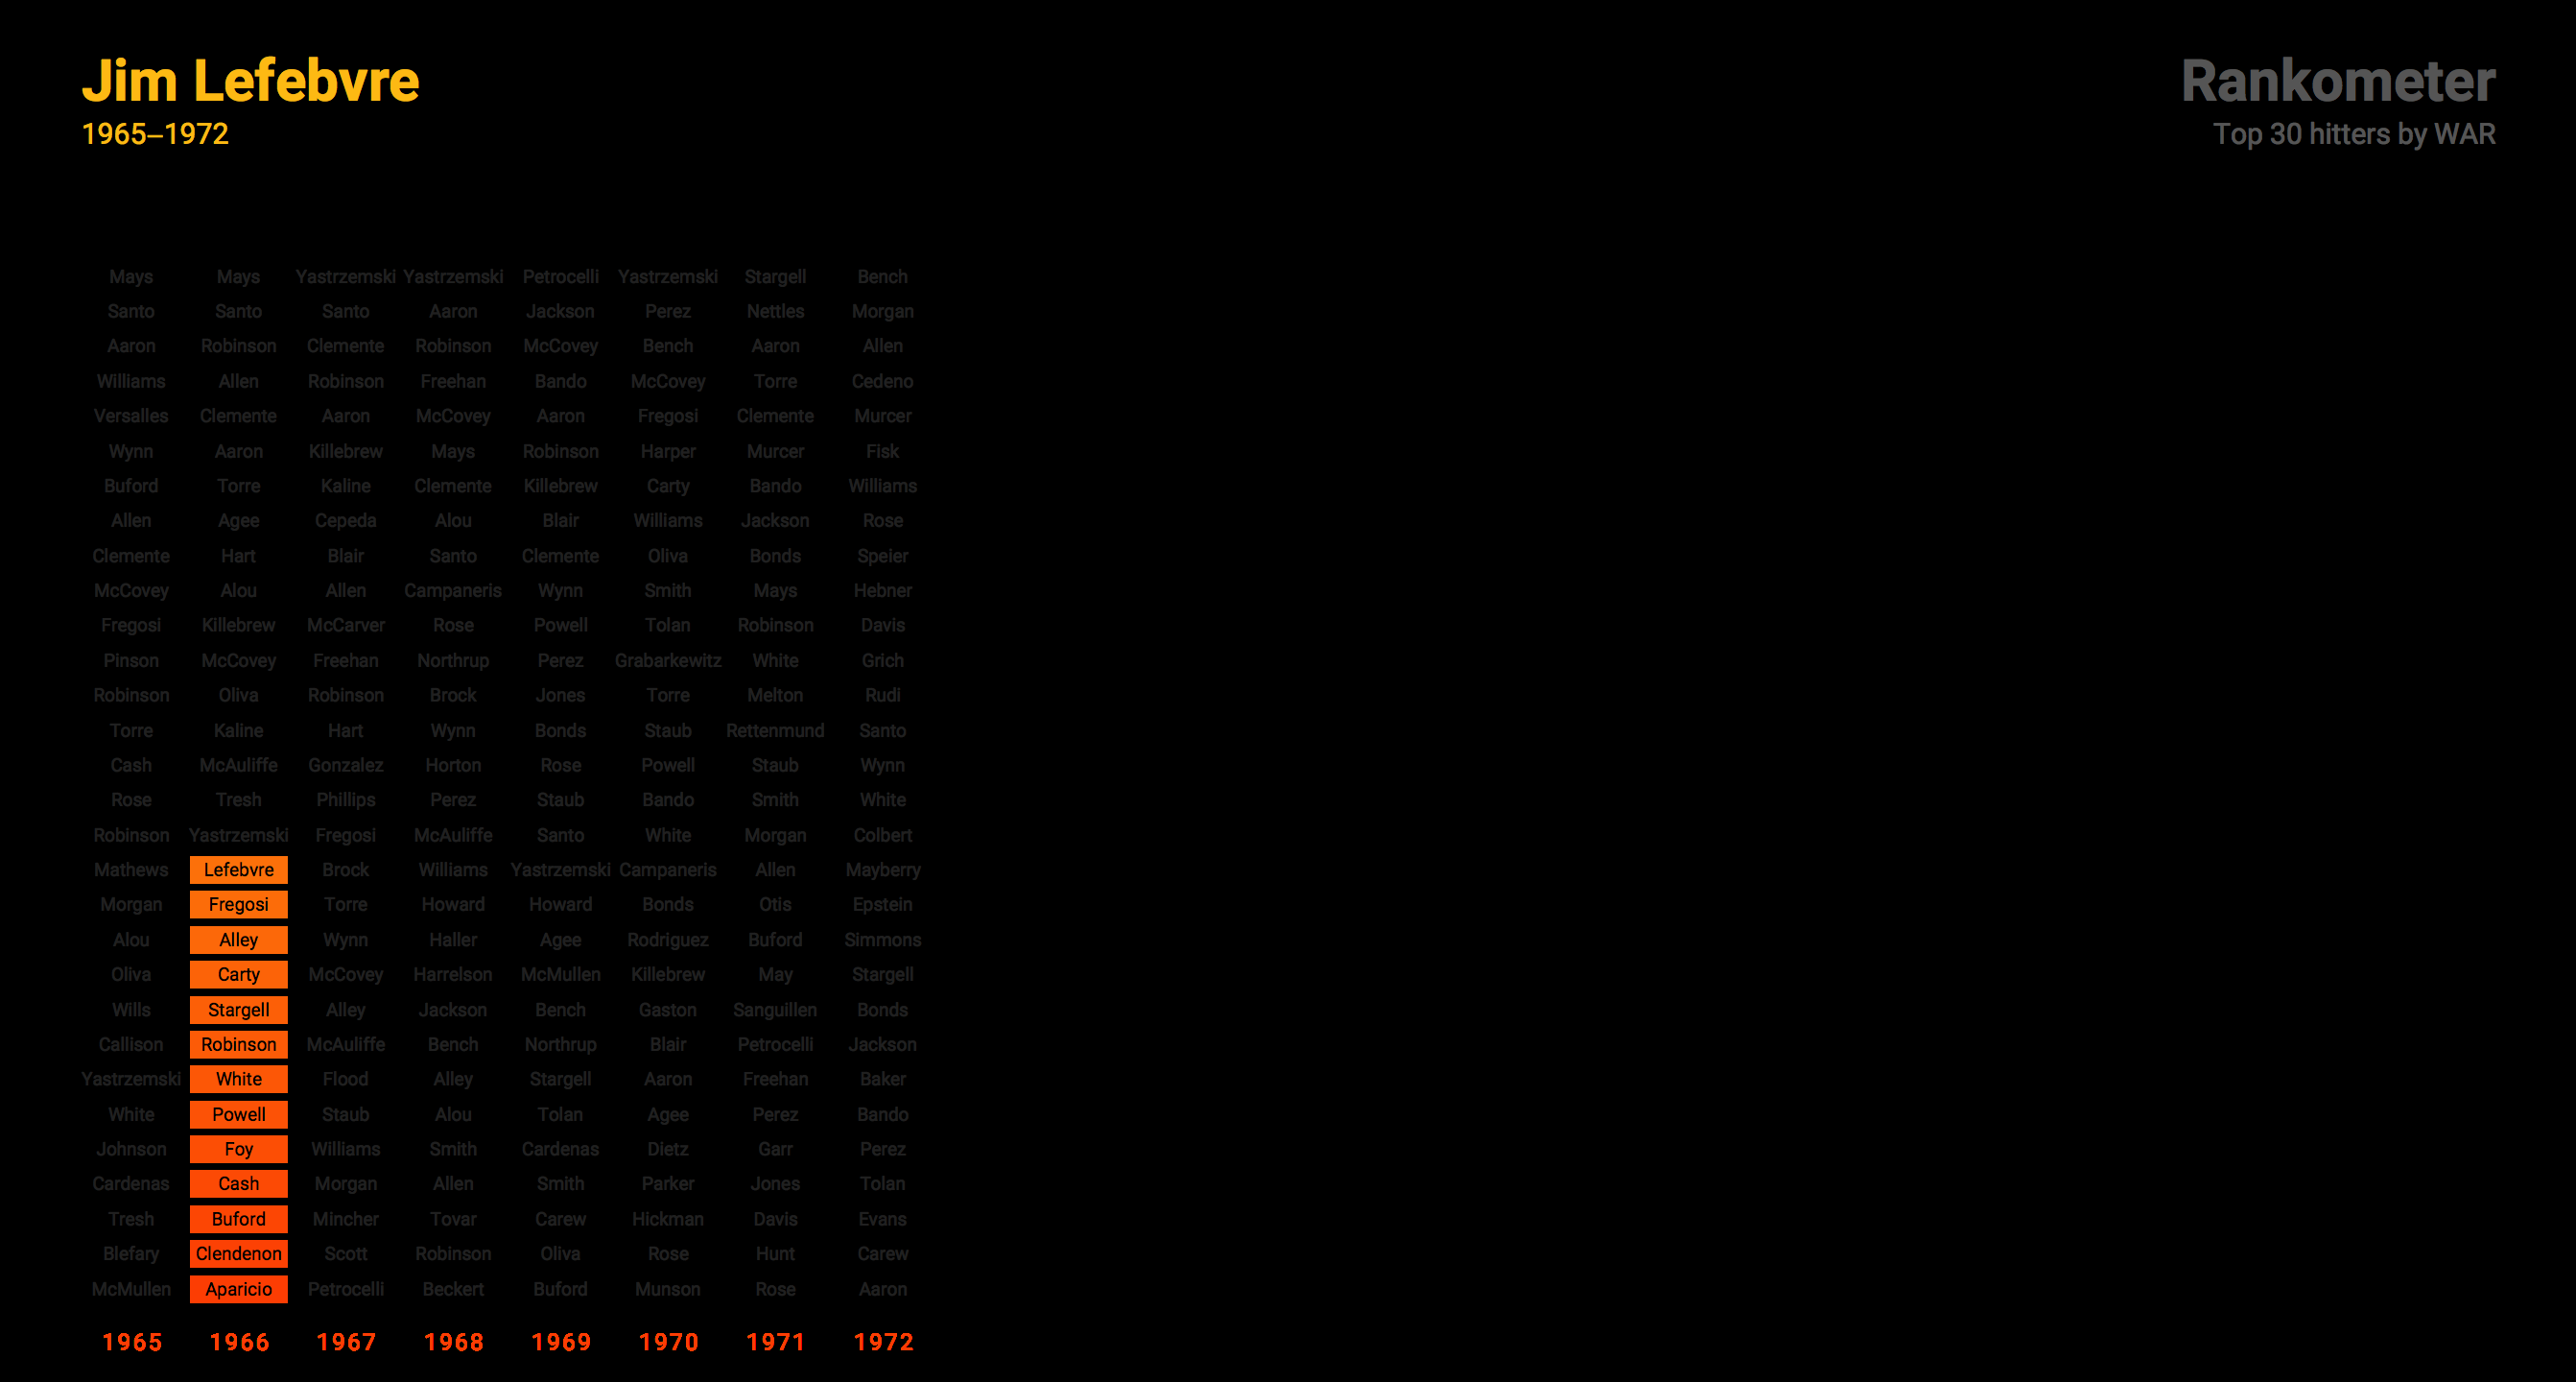 Jim Lefebvre
1965–1972
Rankometer
Top 30 hitters by WAR
Mays Mays Yastrzemski Yastrzemski Petrocelli Yastrzemski Stargell Bench
Santo Santo Santo Aaron Jackson Perez Nettles Morgan
Aaron Robinson Clemente Robinson McCovey Bench Aaron Allen
Williams Allen Robinson Freehan Bando McCovey Torre Cedeno
Versalles Clemente Aaron McCovey Aaron Fregosi Clemente Murcer
Wynn Aaron Killebrew Mays Robinson Harper Murcer Fisk
Buford Torre Kaline Clemente Killebrew Carty Bando Williams
Allen Agee Cepeda Alou Blair Williams Jackson Rose
Clemente Hart Blair Santo Clemente Oliva Bonds Speier
McCovey Alou Allen Campaneris Wynn Smith Mays Hebner
Fregosi Killebrew McCarver Rose Powell Tolan Robinson Davis
Pinson McCovey Freehan Northrup Perez Grabarkewitz White Grich
Robinson Oliva Robinson Brock Jones Torre Melton Rudi
Torre Kaline Hart Wynn Bonds Staub Rettenmund Santo
Cash McAuliffe Gonzalez Horton Rose Powell Staub Wynn
Rose Tresh Phillips Perez Staub Bando Smith White
Robinson Yastrzemski Fregosi McAuliffe Santo White Morgan Colbert
Mathews Lefebvre Brock Williams Yastrzemski Campaneris Allen Mayberry
Morgan Fregosi Torre Howard Howard Bonds Otis Epstein
Alou Alley Wynn Haller Agee Rodriguez Buford Simmons
Oliva Carty McCovey Harrelson McMullen Killebrew May Stargell
Wills Stargell Alley Jackson Bench Gaston Sanguillen Bonds
Callison Robinson McAuliffe Bench Northrup Blair Petrocelli Jackson
Yastrzemski White Flood Alley Stargell Aaron Freehan Baker
White Powell Staub Alou Tolan Agee Perez Bando
Johnson Foy Williams Smith Cardenas Dietz Garr Perez
Cardenas Cash Morgan Allen Smith Parker Jones Tolan
Tresh Buford Mincher Tovar Carew Hickman Davis Evans
Blefary Clendenon Scott Robinson Oliva Rose Hunt Carew
McMullen Aparicio Petrocelli Beckert Buford Munson Rose Aaron
1965 1966 1967 1968 1969 1970 1971 1972